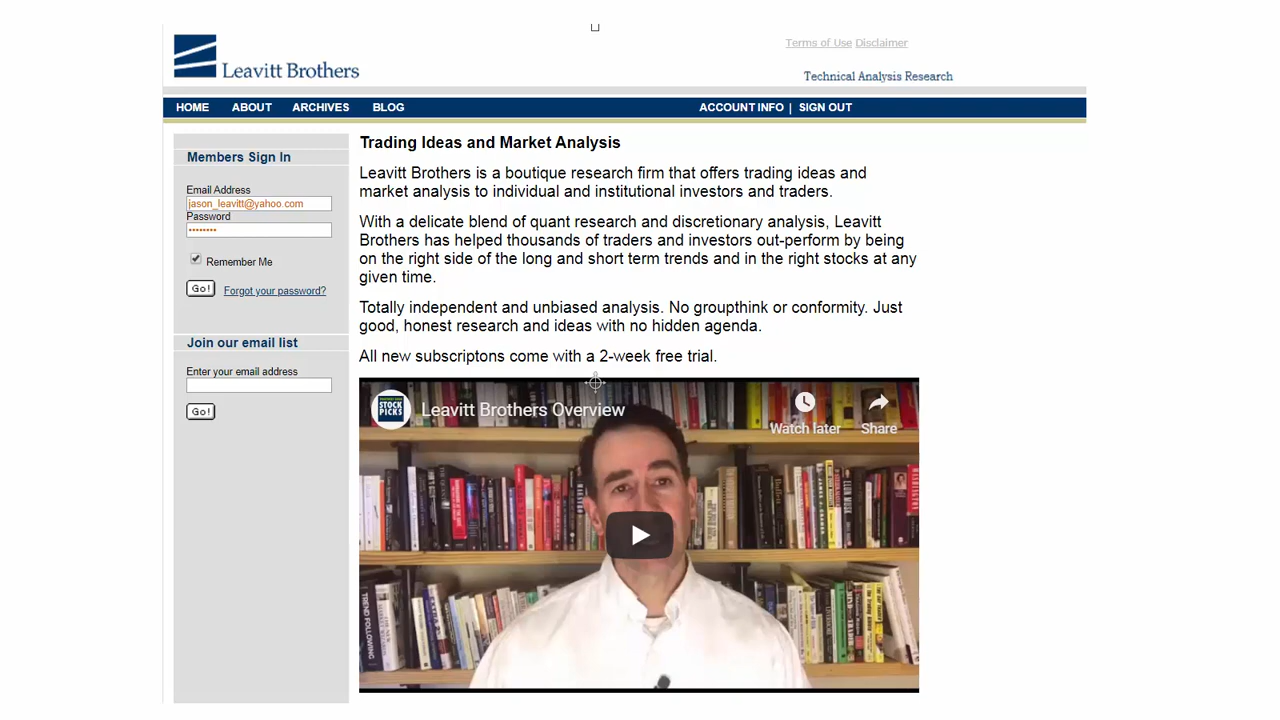 Terms of Use Disclaimer
Leavitt Brothers
Technical Analysis Research
HOME ABOUT ARCHIVES BLOG ACCOUNT INFO | SIGN OUT
Members Sign In
Email Address
jason_leavitt@yahoo.com
Password
Remember Me
Go! Forgot your password?
Join our email list
Enter your email address
Go!
Trading Ideas and Market Analysis
Leavitt Brothers is a boutique research firm that offers trading ideas and
market analysis to individual and institutional investors and traders.
With a delicate blend of quant research and discretionary analysis, Leavitt
Brothers has helped thousands of traders and investors out-perform by being
on the right side of the long and short term trends and in the right stocks at any
given time.
Totally independent and unbiased analysis. No groupthink or conformity. Just
good, honest research and ideas with no hidden agenda.
All new subscriptons come with a 2-week free trial.
STOCK
PICKS
Leavitt Brothers Overview
Watch later Share
ELON MUSK
TREND FOLLOWING